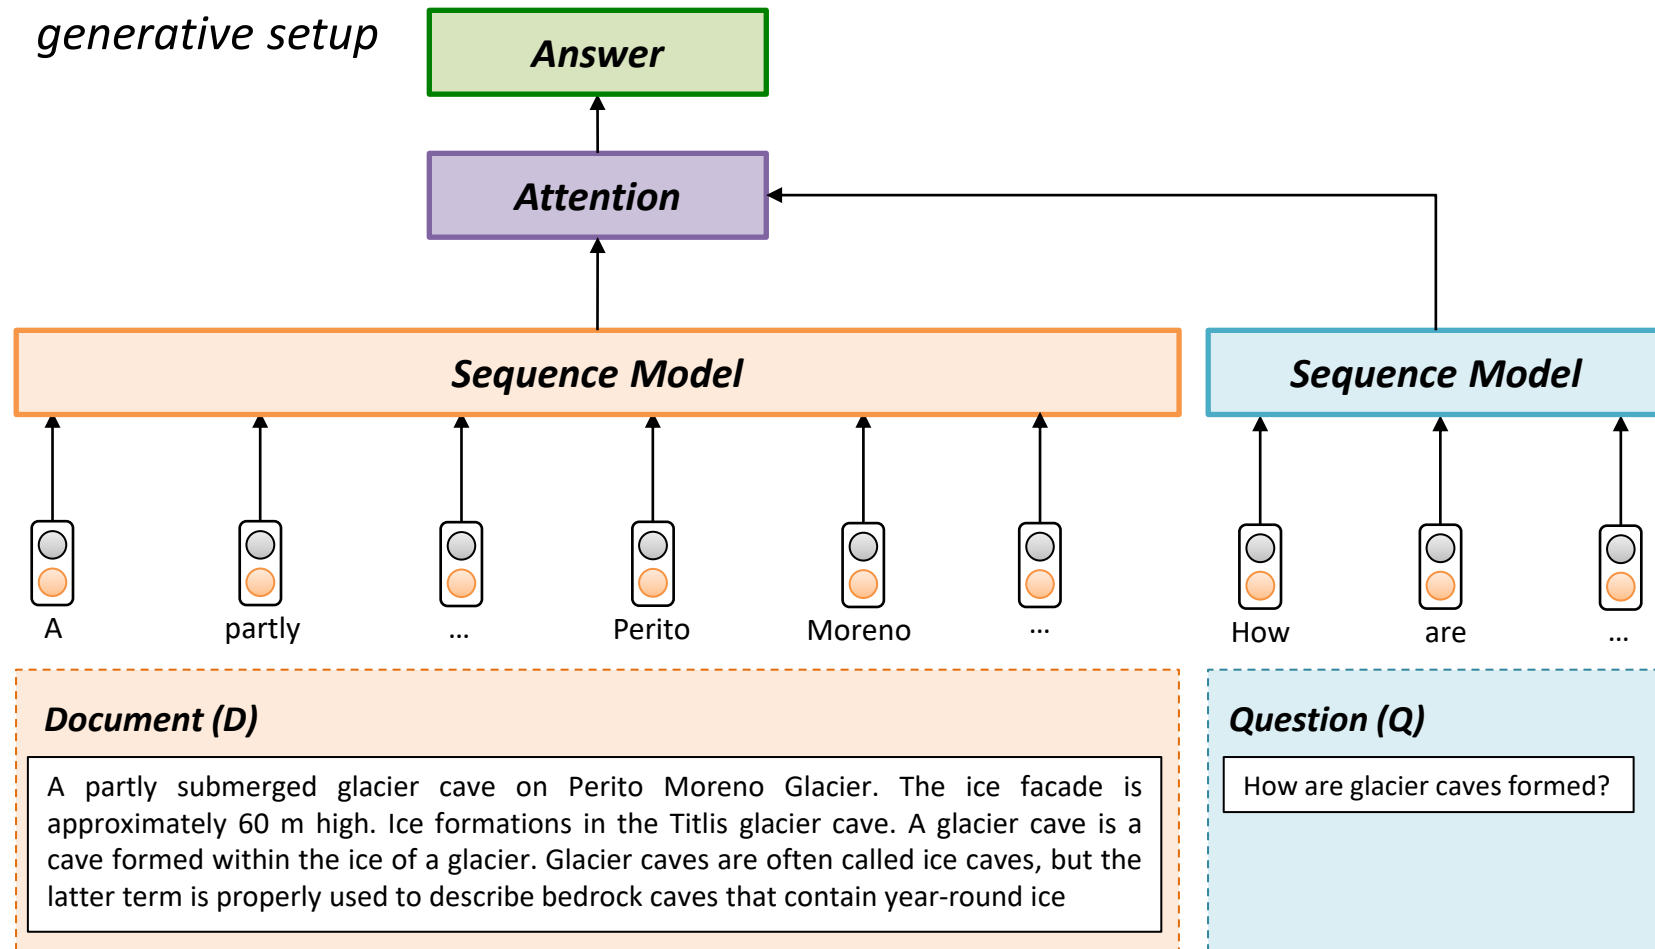 generative setup
Answer
Attention
Sequence Model
Sequence Model
A partly ... Perito Moreno ... How are ...
Document (D)
A partly submerged glacier cave on Perito Moreno Glacier. The ice facade is
approximately 60 m high. Ice formations in the Titlis glacier cave. A glacier cave is a
cave formed within the ice of a glacier. Glacier caves are often called ice caves, but the
latter term is properly used to describe bedrock caves that contain year-round ice
Question (Q)
How are glacier caves formed?